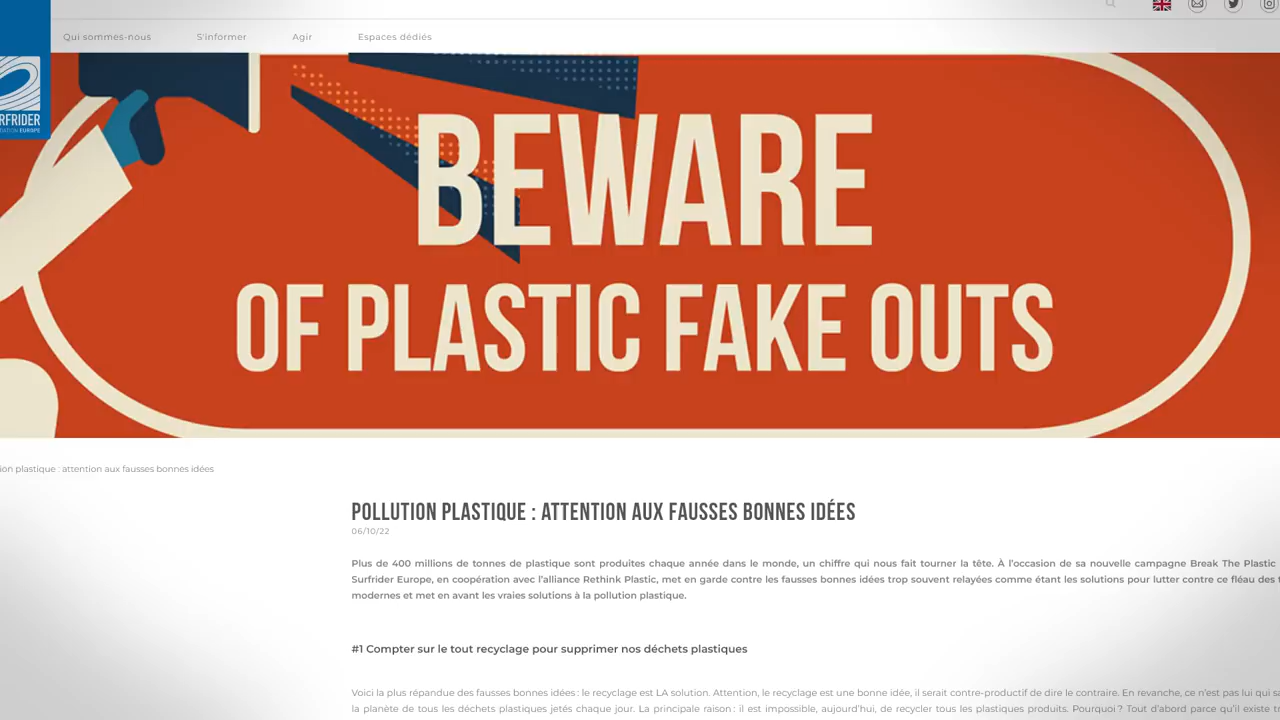 Qui sommes-nous
S'informer
Agir
Espaces dédiés
RFRIDER
DATION EUROPE
BEWARE
OF PLASTIC FAKE OUTS
ion plastique : attention aux fausses bonnes idées
POLLUTION PLASTIQUE : ATTENTION AUX FAUSSES BONNES IDÉES
06/10/22
Plus de 400 millions de tonnes de plastique sont produites chaque année dans le monde, un chiffre qui nous fait tourner la tête. À l'occasion de sa nouvelle campagne Break The Plastic
Surfrider Europe, en coopération avec l'alliance Rethink Plastic, met en garde contre les fausses bonnes idées trop souvent relayées comme étant les solutions pour lutter contre ce fléau des t
modernes et met en avant les vraies solutions à la pollution plastique.
#1 Compter sur le tout recyclage pour supprimer nos déchets plastiques
Voici la plus répandue des fausses bonnes idées : le recyclage est LA solution. Attention, le recyclage est une bonne idée, il serait contre-productif de dire le contraire. En revanche, ce n'est pas lui qui s
la planète de tous les déchets plastiques jetés chaque jour. La principale raison : il est impossible, aujourd'hui, de recycler tous les plastiques produits. Pourquoi ? Tout d'abord parce qu'il existe tr